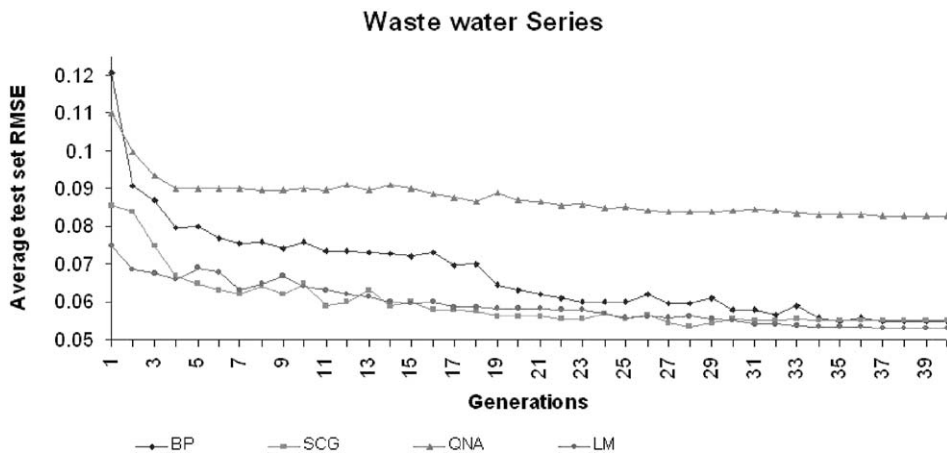 Waste water Series
Average test set RMSE
0.12
0.11
0.1
0.09
0.08
0.07
0.06
0.05
1 3 5 7 9 11 13 15 17 19 21 23 25 27 29 31 33 35 37 39
Generations
BP SCG QNA LM